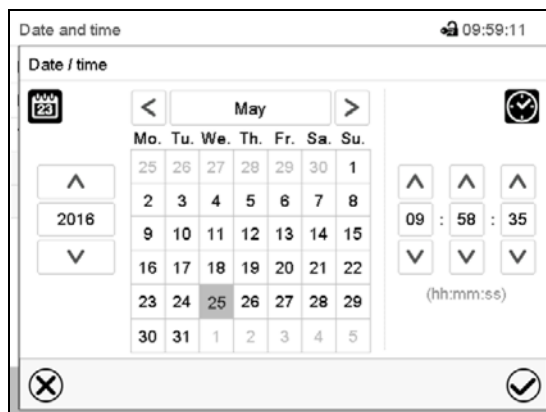 Date and time 09:59:11
Date / time
23
< May >
Mo. Tu. We. Th. Fr. Sa. Su.
25 26 27 28 29 30 1
2 3 4 5 6 7 8
2016 09 : 58 : 35
9 10 11 12 13 14 15
16 17 18 19 20 21 22
23 24 25 26 27 28 29
(hh:mm:ss)
30 31 1 2 3 4 5